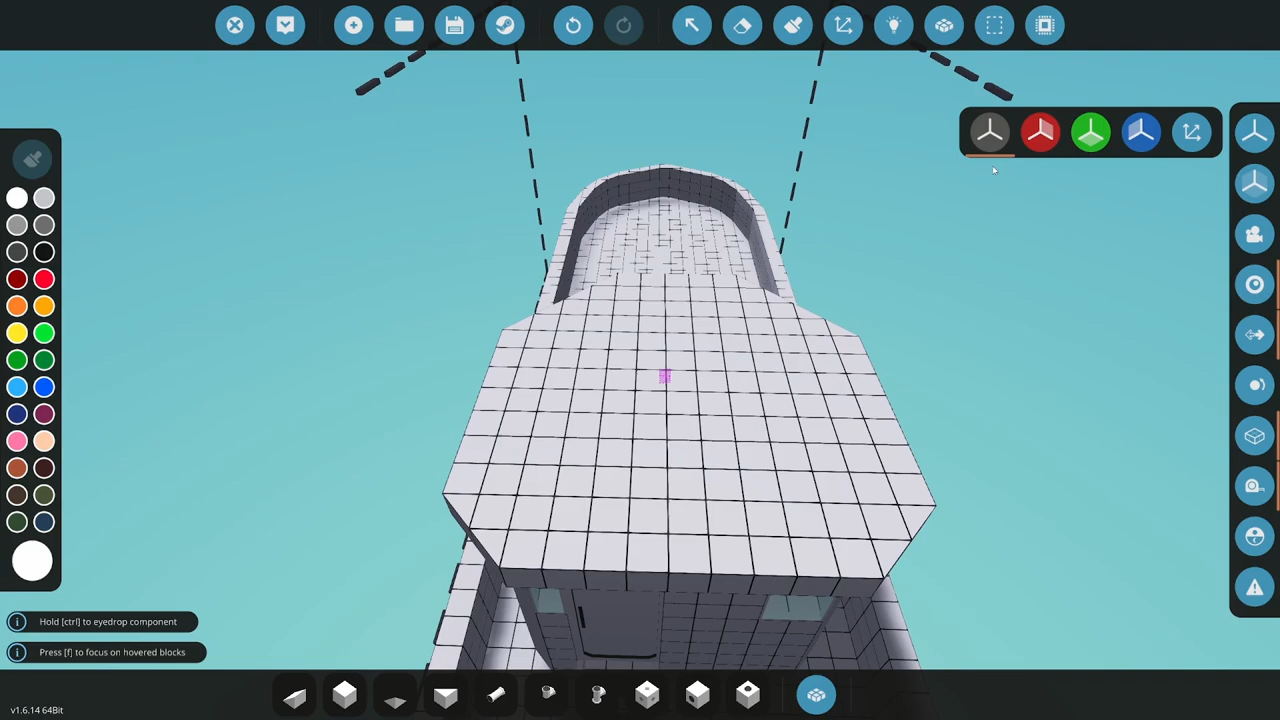 Hold [ctrl] to eyedrop component
Press [f] to focus on hovered blocks
v1.6.14 64Bit